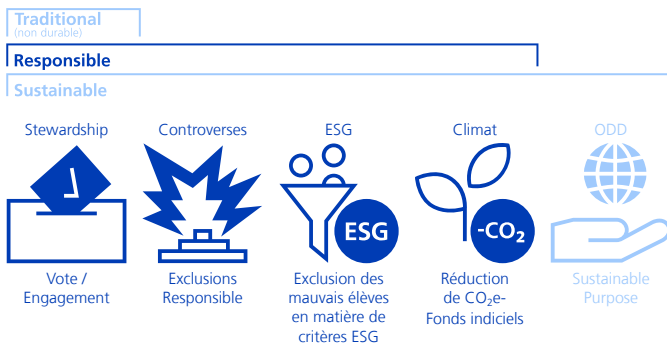 Traditional
(non durable)
Responsible
Sustainable
Stewardship
Controverses
ESG
Climat
ODD
ESG
-CO₂
Vote /
Engagement
Exclusions
Responsible
Exclusion des
mauvais élèves
en matière de
critères ESG
Réduction
de CO₂e-
Fonds indiciels
Sustainable
Purpose